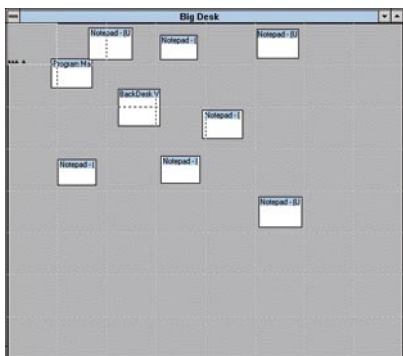 Big Desk
Notepad - (U
Notepad - (
Notepad - (U
Program Ma
BackDesk V
Notepad - [
Notepad - (
Notepad - [
Notepad - (U